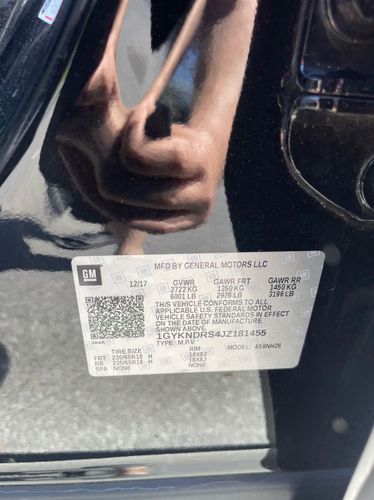 GM
MFD BY GENERAL MOTORS LLC
12/17 GVWR GAWR FRT GAWR RR
2722 KG 1350 KG 1450 KG
6001 LB 2976 LB 3196 LB
THIS VEHICLE CONFORMS TO ALL
APPLICABLE U.S. FEDERAL MOTOR
VEHICLE SAFETY STANDARDS IN EFFECT
ON THE DATE OF MANUFACTURE SHOWN ABOVE.
1GYKNDRS4JZ181455
TYPE: M.P.V. MODEL: 458NH26
TIRE SIZE RIM
FRT 235/65R18 H 18X8J
RR 235/65R18 H 18X8J
SPA NONE NONE